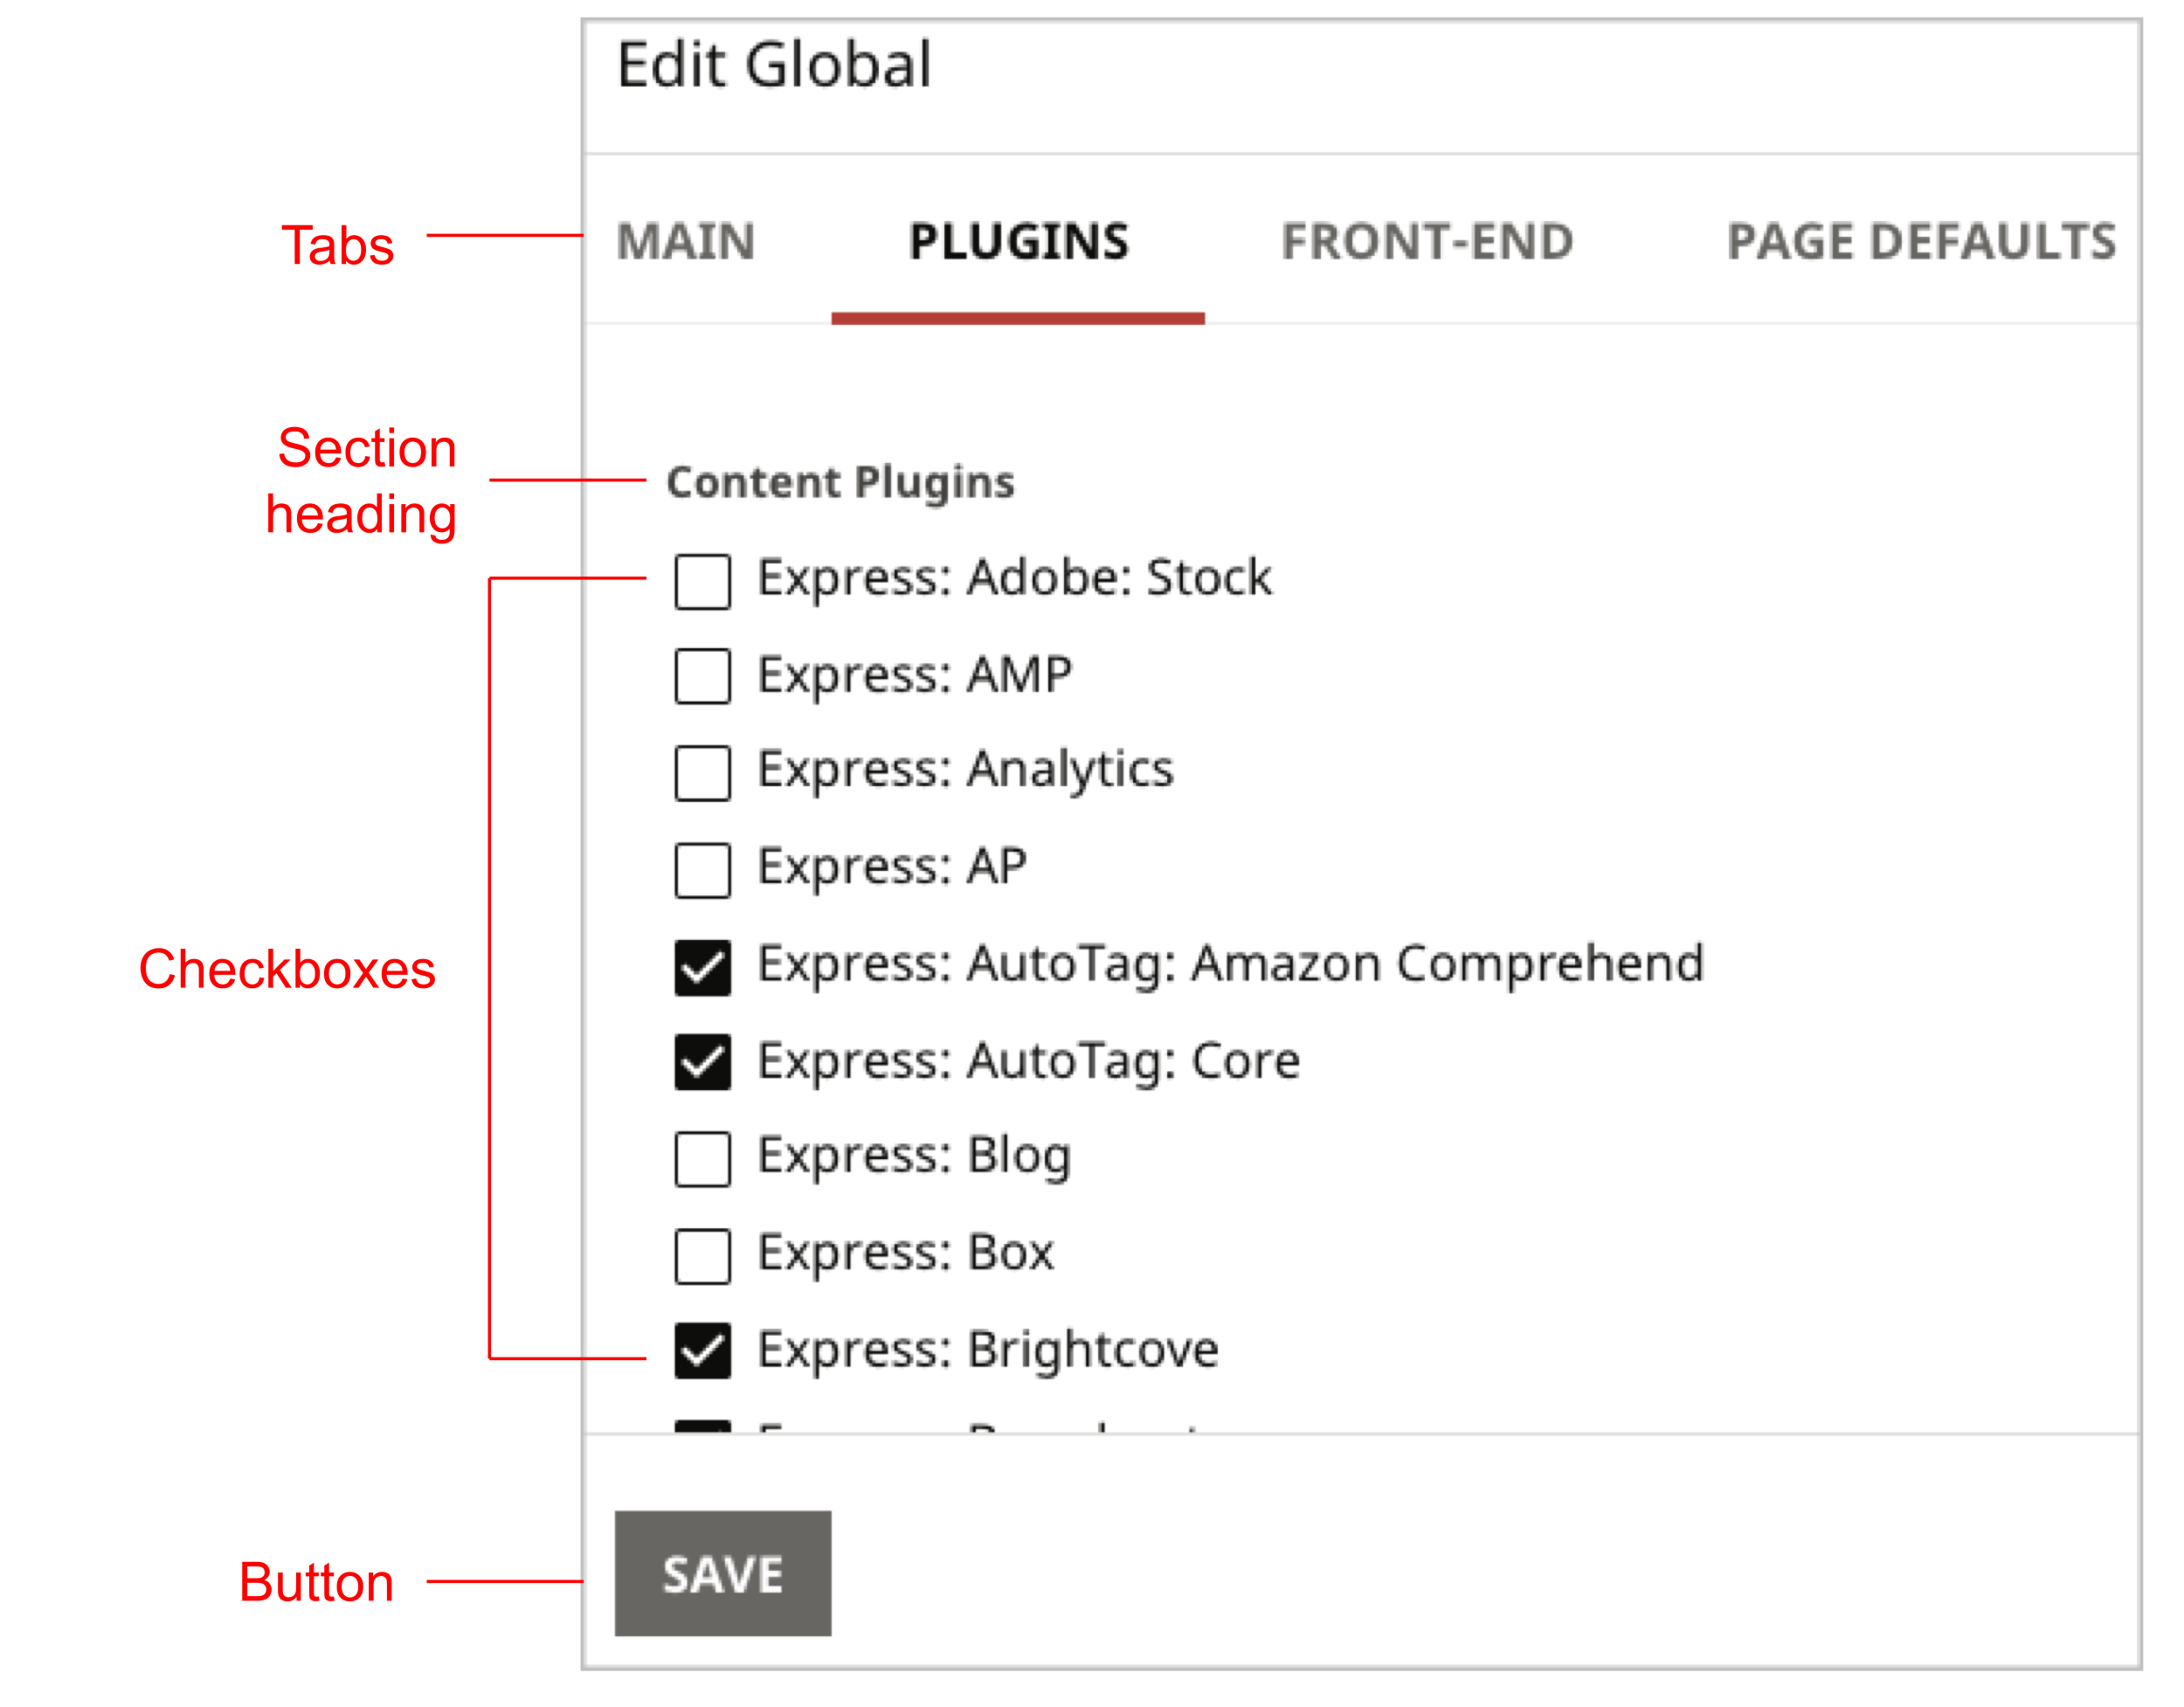 Edit Global
Tabs
MAIN PLUGINS FRONT-END PAGE DEFAULTS
Section
heading
Content Plugins
Express: Adobe: Stock
Express: AMP
Express: Analytics
Express: AP
Checkboxes
Express: AutoTag: Amazon Comprehend
Express: AutoTag: Core
Express: Blog
Express: Box
Express: Brightcove
Button
SAVE